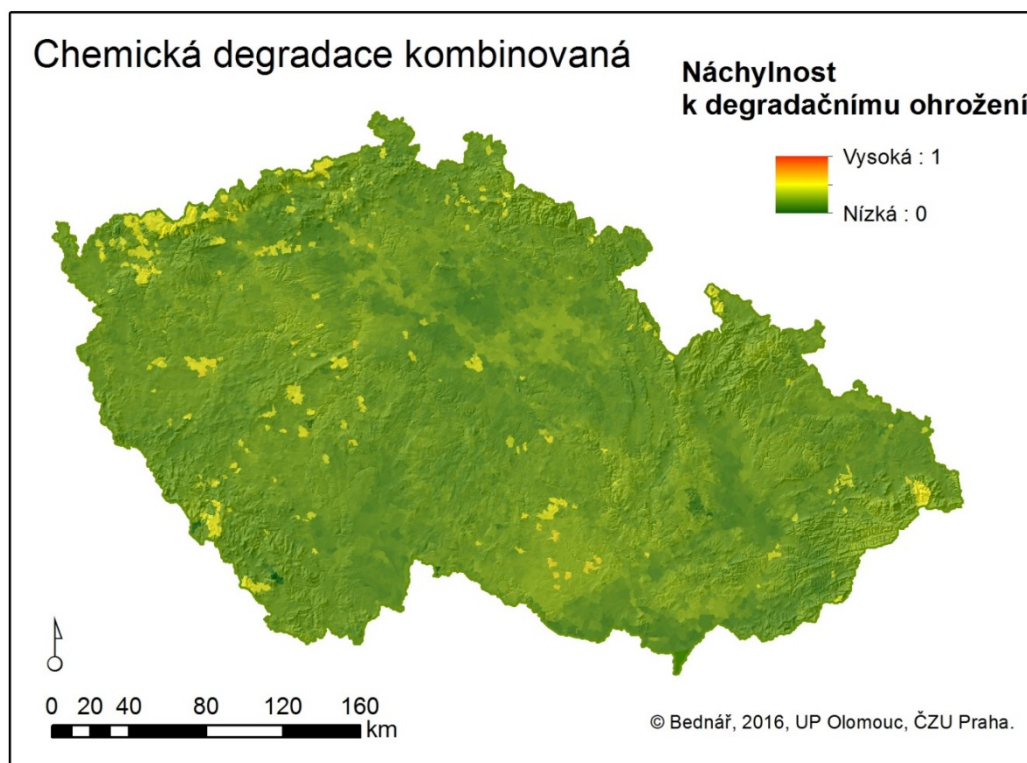 Chemická degradace kombinovaná
Náchylnost
k degradačnímu ohrožení
Vysoká : 1
Nízká : 0
0 20 40 80 120 160
km
© Bednář, 2016, UP Olomouc, ČZU Praha.